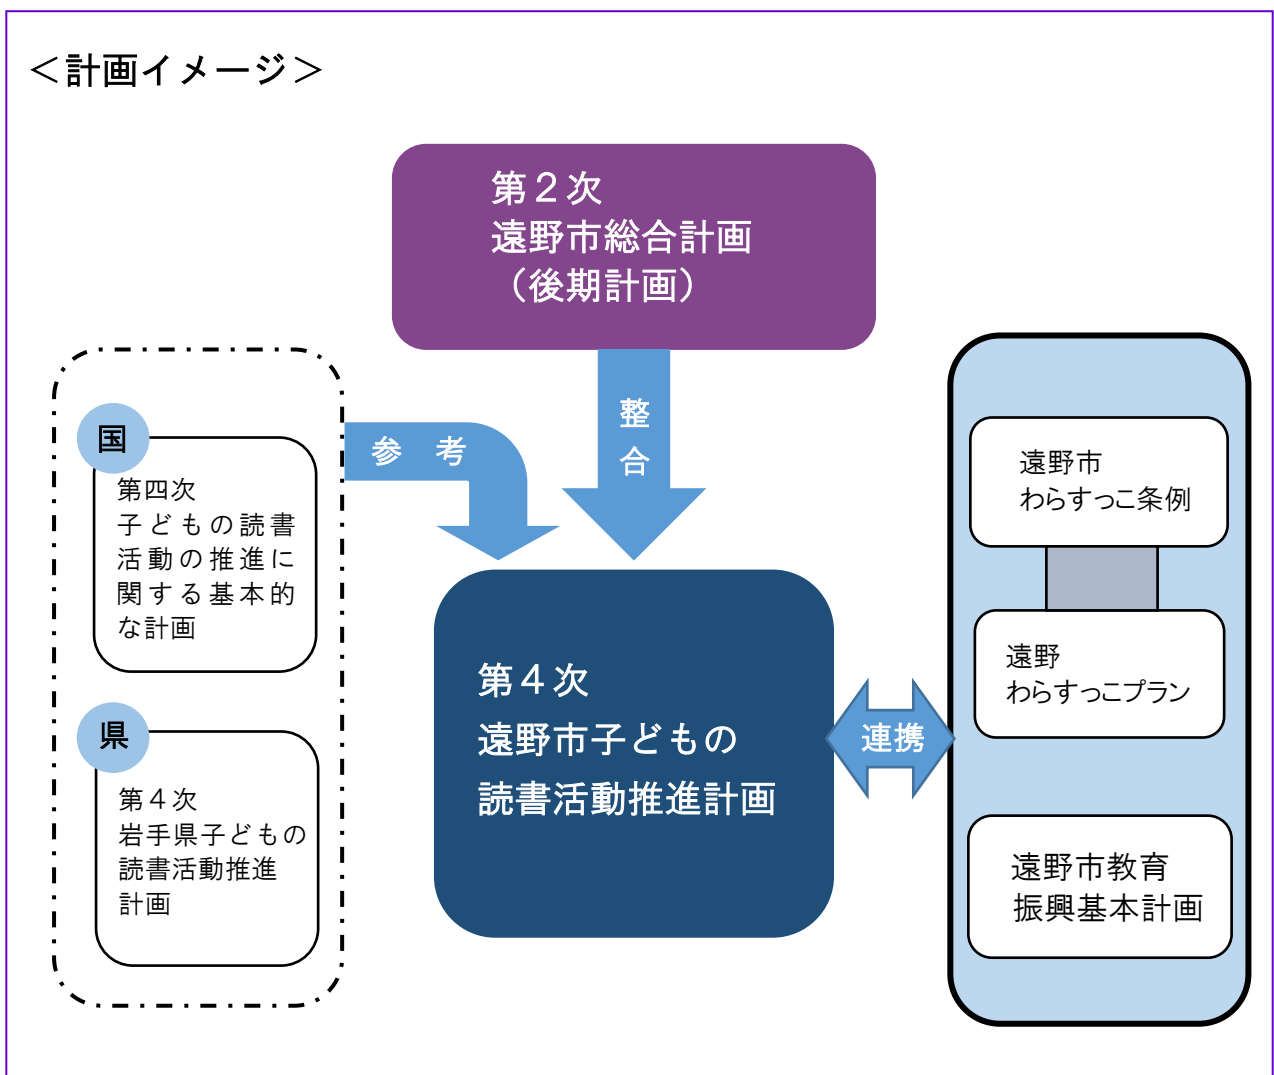 ＜計画イメージ＞
第２次
遠野市総合計画
（後期計画）
整
合
参　考
国
第四次
子どもの読書
活動の推進に
関する基本的
な計画
県
第４次
岩手県子どもの
読書活動推進
計画
第４次
遠野市子どもの
読書活動推進計画
連携
遠野市
わらすっこ条例
遠野
わらすっこプラン
遠野市教育
振興基本計画